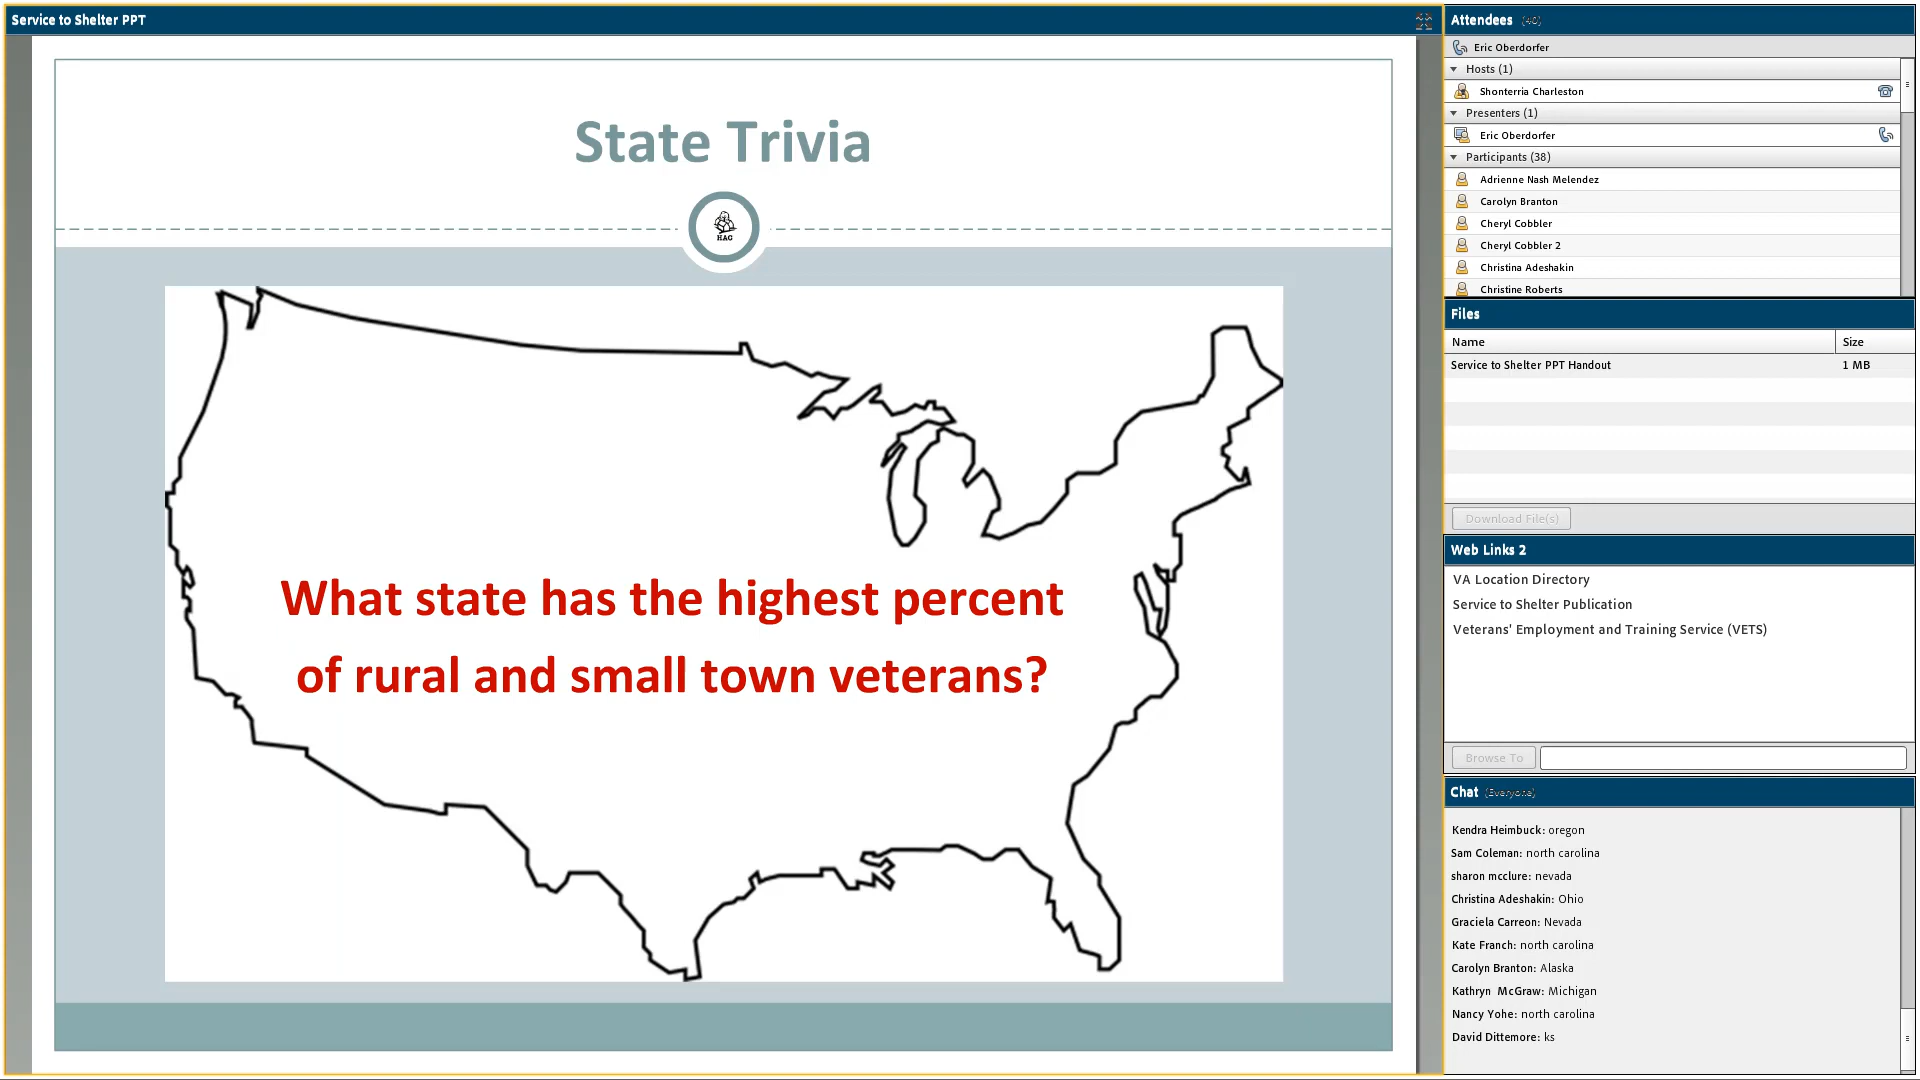 Service to Shelter PPT
State Trivia
HAC
What state has the highest percent
of rural and small town veterans?
Attendees (40)
Eric Oberdorfer
Hosts (1)
Shonterria Charleston
Presenters (1)
Eric Oberdorfer
Participants (38)
Adrienne Nash Melendez
Carolyn Branton
Cheryl Cobbler
Cheryl Cobbler 2
Christina Adeshakin
Christine Roberts
Files
Name Size
Service to Shelter PPT Handout 1 MB
Download File(s)
Web Links 2
VA Location Directory
Service to Shelter Publication
Veterans' Employment and Training Service (VETS)
Browse To
Chat (Everyone)
Kendra Heimbuck: oregon
Sam Coleman: north carolina
sharon mcclure: nevada
Christina Adeshakin: Ohio
Graciela Carreon: Nevada
Kate Franch: north carolina
Carolyn Branton: Alaska
Kathryn McGraw: Michigan
Nancy Yohe: north carolina
David Dittemore: ks